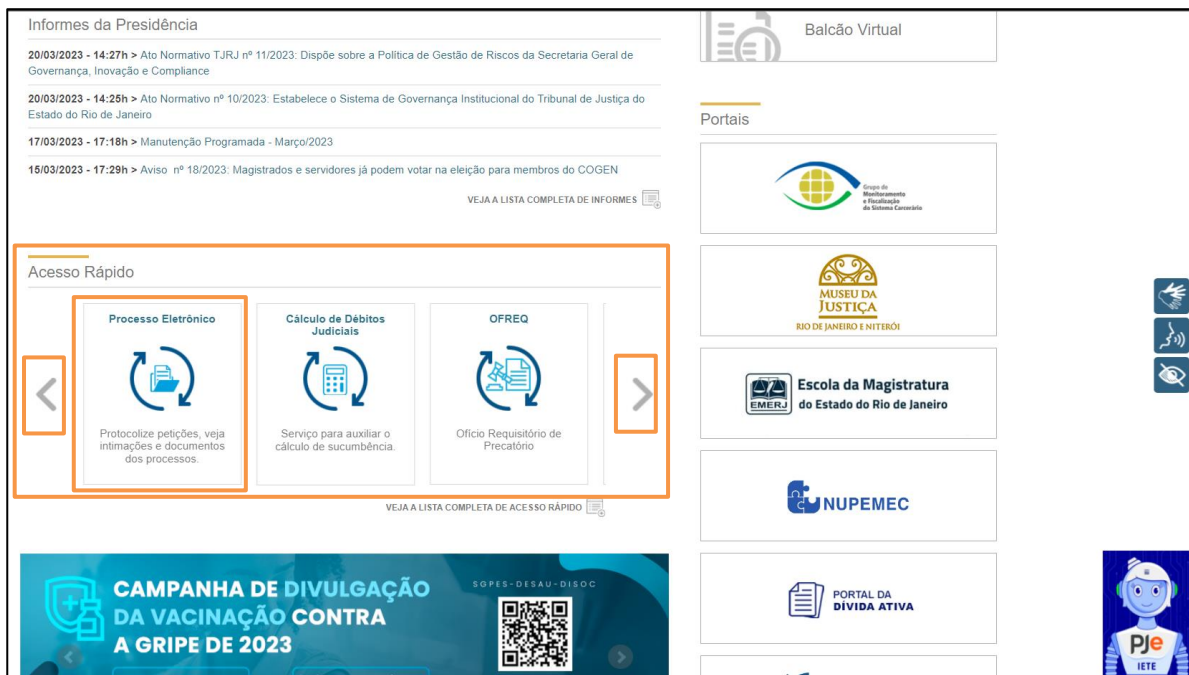 Informes da Presidência
20/03/2023 - 14:27h > Ato Normativo TJRJ nº 11/2023: Dispõe sobre a Política de Gestão de Riscos da Secretaria Geral de
Governança, Inovação e Compliance
20/03/2023 - 14:25h > Ato Normativo nº 10/2023: Estabelece o Sistema de Governança Institucional do Tribunal de Justiça do
Estado do Rio de Janeiro
17/03/2023 - 17:18h > Manutenção Programada - Março/2023
15/03/2023 - 17:29h > Aviso nº 18/2023: Magistrados e servidores já podem votar na eleição para membros do COGEN
VEJA A LISTA COMPLETA DE INFORMES
Acesso Rápido
Processo Eletrônico
Protocolize petições, veja
intimações e documentos
dos processos.
Cálculo de Débitos
Judiciais
Serviço para auxiliar o
cálculo de sucumbência.
OFREQ
Ofício Requisitório de
Precatório
VEJA A LISTA COMPLETA DE ACESSO RÁPIDO
CAMPANHA DE DIVULGAÇÃO
DA VACINAÇÃO CONTRA
A GRIPE DE 2023
SGPES-DESAU-DISOC
Balcão Virtual
Portais
Grupo de
Monitoramento
e Fiscalização
do Sistema Carcerário
MUSEU DA
JUSTIÇA
RIO DE JANEIRO E NITERÓI
EMERJ
Escola da Magistratura
do Estado do Rio de Janeiro
NUPEMEC
PORTAL DA
DÍVIDA ATIVA
PJe
IETE